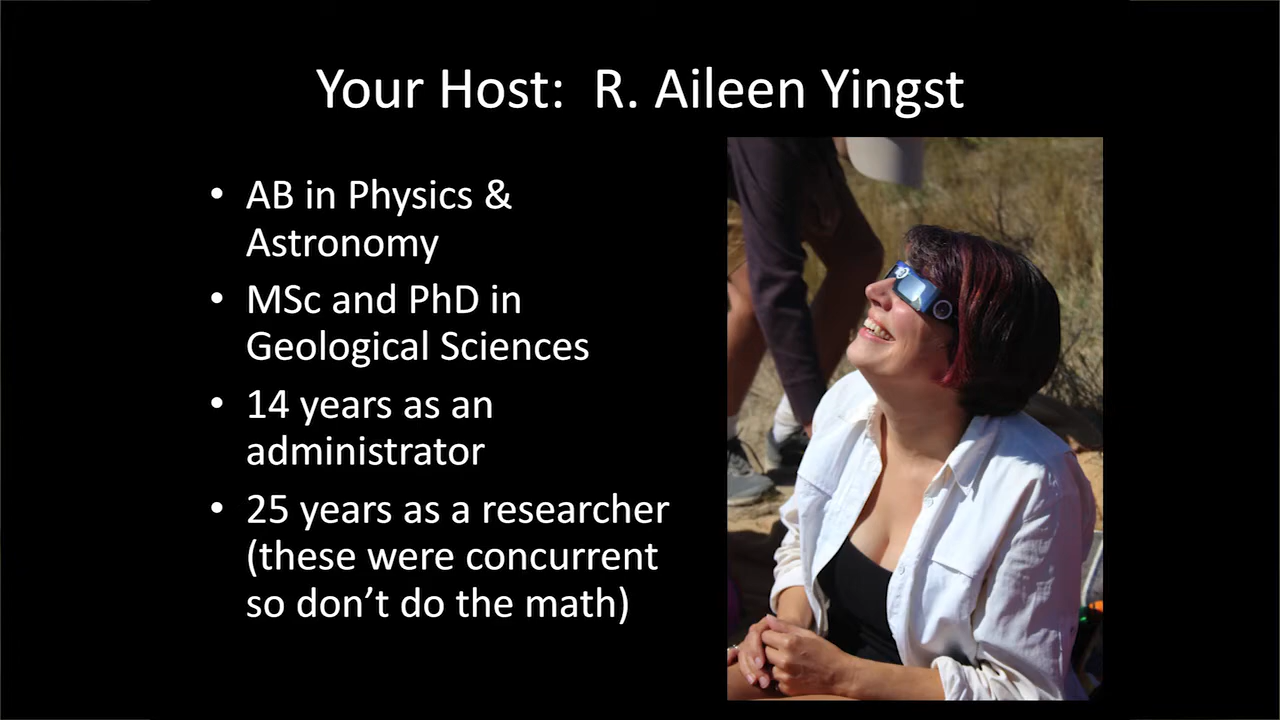 Your Host:  R. Aileen Yingst
• AB in Physics &
Astronomy
• MSc and PhD in
Geological Sciences
• 14 years as an
administrator
• 25 years as a researcher
(these were concurrent
so don’t do the math)